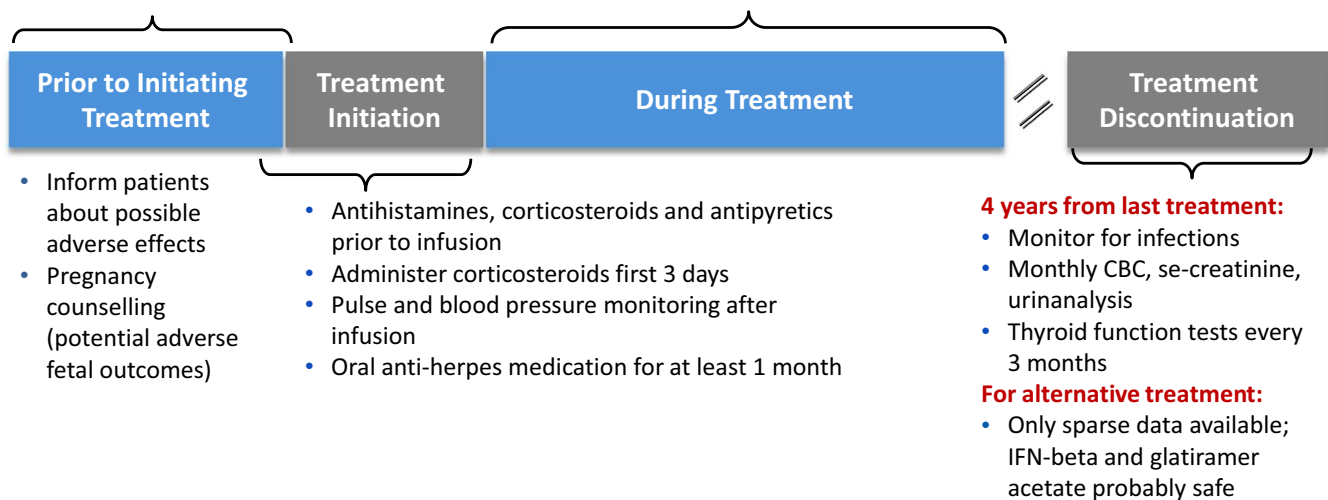 Prior to Initiating
Treatment
Treatment
Initiation
During Treatment
Treatment
Discontinuation
• Inform patients
about possible
adverse effects
• Pregnancy
counselling
(potential adverse
fetal outcomes)
• Antihistamines, corticosteroids and antipyretics
prior to infusion
• Administer corticosteroids first 3 days
• Pulse and blood pressure monitoring after
infusion
• Oral anti-herpes medication for at least 1 month
4 years from last treatment:
• Monitor for infections
• Monthly CBC, se-creatinine,
urinanalysis
• Thyroid function tests every
3 months
For alternative treatment:
• Only sparse data available;
IFN-beta and glatiramer
acetate probably safe